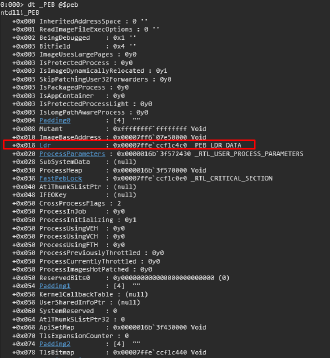 0:000> dt _PEB @$peb
ntdll!_PEB
+0x000 InheritedAddressSpace : 0 ''
+0x001 ReadImageFileExecOptions : 0 ''
+0x002 BeingDebugged : 0x1 ''
+0x003 BitField : 0x4 ''
+0x003 ImageUsesLargePages : 0y0
+0x003 IsProtectedProcess : 0y0
+0x003 IsImageDynamicallyRelocated : 0y1
+0x003 SkipPatchingUser32Forwarders : 0y0
+0x003 IsPackagedProcess : 0y0
+0x003 IsAppContainer : 0y0
+0x003 IsProtectedProcessLight : 0y0
+0x003 IsLongPathAwareProcess : 0y0
+0x004 Padding0 : [4] ""
+0x008 Mutant : 0xffffffff`ffffffff Void
+0x010 ImageBaseAddress : 0x00007ff6`07e50000 Void
+0x018 Ldr : 0x00007ffe`ccf1c4c0 _PEB_LDR_DATA
+0x020 ProcessParameters : 0x0000016b`3f572430 _RTL_USER_PROCESS_PARAMETERS
+0x028 SubSystemData : (null)
+0x030 ProcessHeap : 0x0000016b`3f570000 Void
+0x038 FastPebLock : 0x00007ffe`ccf1c0e0 _RTL_CRITICAL_SECTION
+0x040 AtlThunkSListPtr : (null)
+0x048 IFEOKey : (null)
+0x050 CrossProcessFlags : 2
+0x050 ProcessInJob : 0y0
+0x050 ProcessInitializing : 0y1
+0x050 ProcessUsingVEH : 0y0
+0x050 ProcessUsingVCH : 0y0
+0x050 ProcessUsingFTH : 0y0
+0x050 ProcessPreviouslyThrottled : 0y0
+0x050 ProcessCurrentlyThrottled : 0y0
+0x050 ProcessImagesHotPatched : 0y0
+0x050 ReservedBits0 : 0y0000000000000000000000000 (0)
+0x054 Padding1 : [4] ""
+0x058 KernelCallbackTable : (null)
+0x058 UserSharedInfoPtr : (null)
+0x060 SystemReserved : 0
+0x064 AtlThunkSListPtr32 : 0
+0x068 ApiSetMap : 0x0000016b`3f430000 Void
+0x070 TlsExpansionCounter : 0
+0x074 Padding2 : [4] ""
+0x078 TlsBitmap : 0x00007ffe`ccf1c440 Void